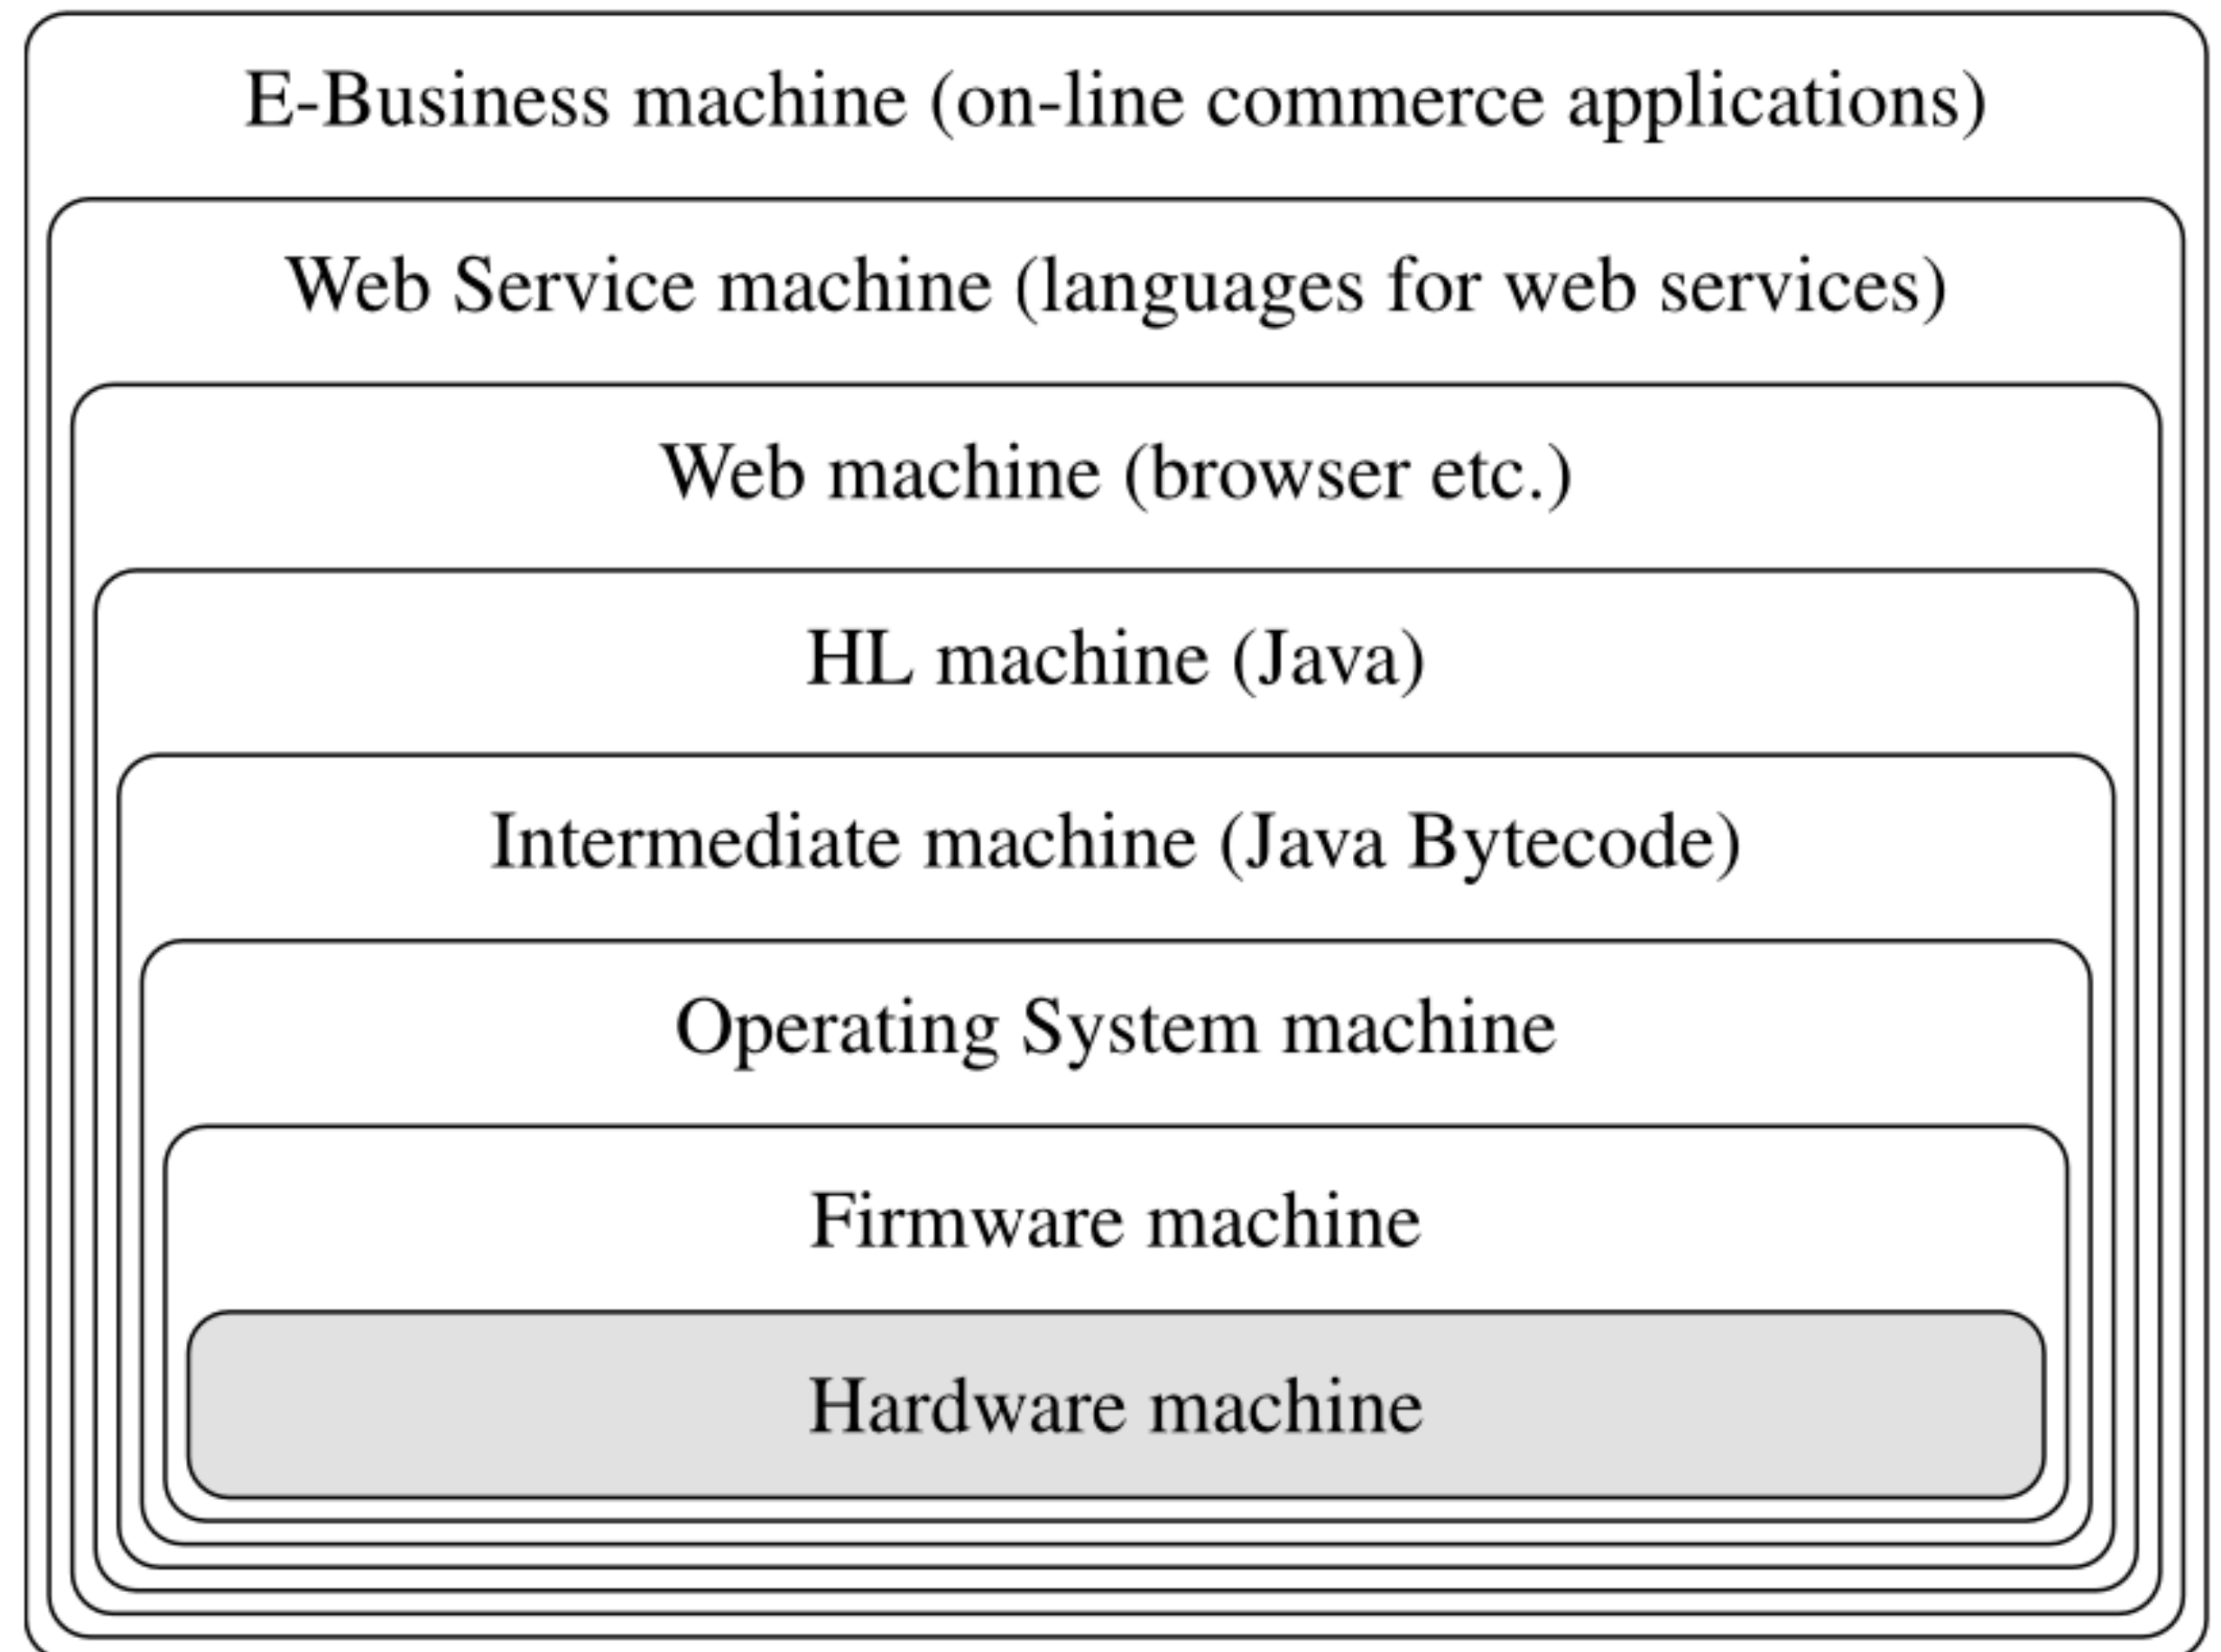 E-Business machine (on-line commerce applications)
Web Service machine (languages for web services)
Web machine (browser etc.)
HL machine (Java)
Intermediate machine (Java Bytecode)
Operating System machine
Firmware machine
Hardware machine